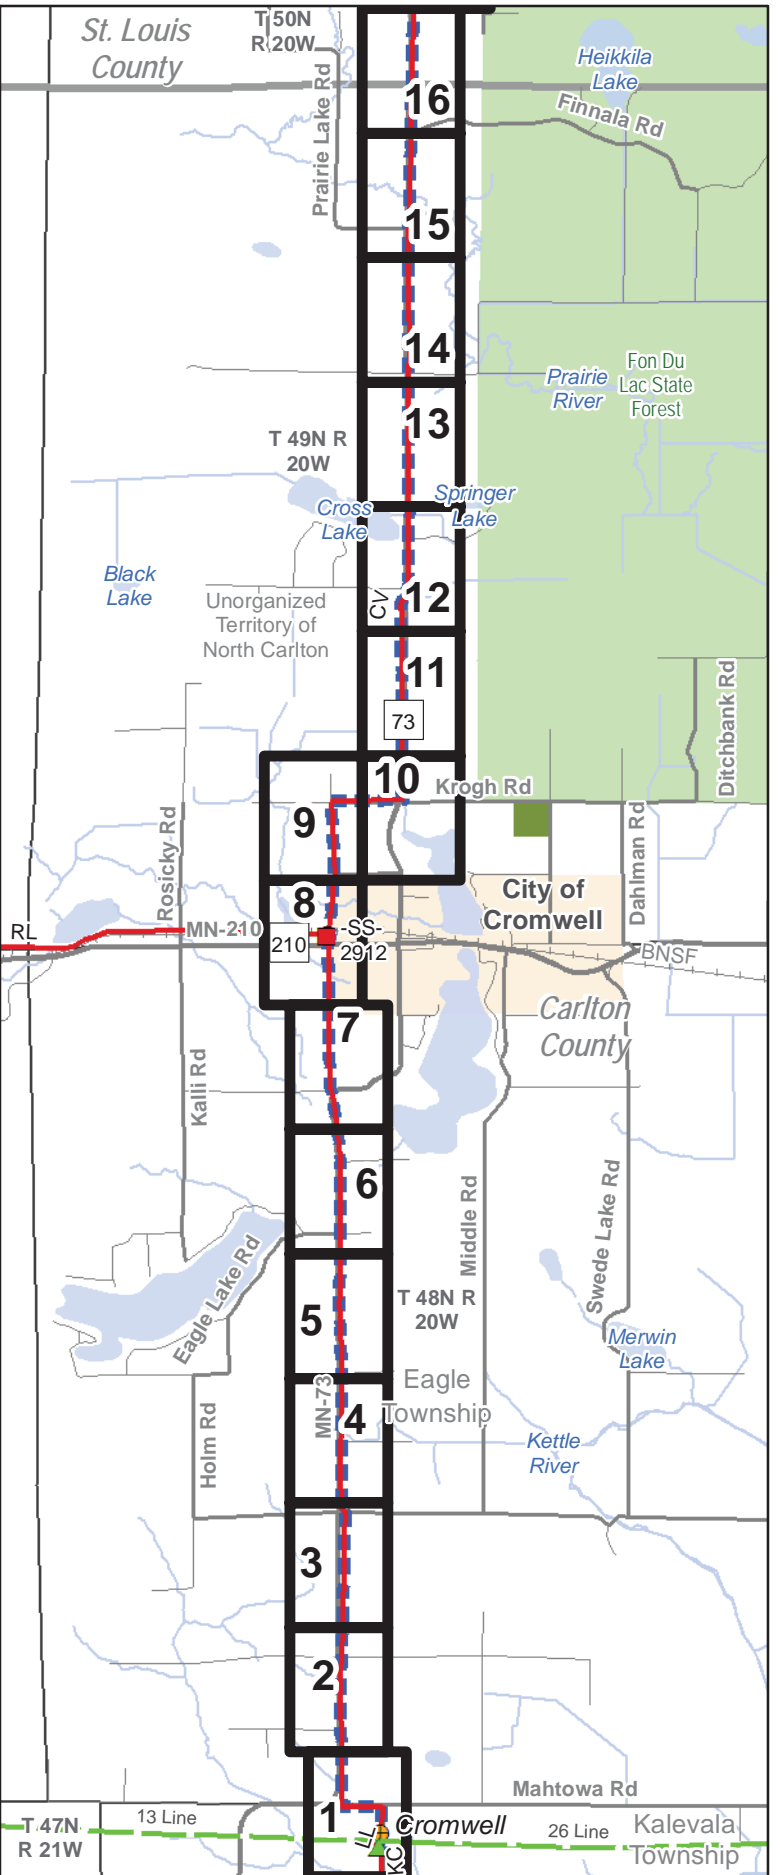 St. Louis
County
T 50N
R 20W
Heikkila
Lake
16
Finnala Rd
Prairie Lake Rd
15
14
Prairie
River
Fon Du
Lac State
Forest
13
T 49N R
20W
Cross
Lake
Springer
Lake
Black
Lake
12
CV
Unorganized
Territory of
North Carlton
11
73
Ditchbank Rd
10
Krogh Rd
9
Rosicky Rd
Dahlman Rd
8
City of
Cromwell
RL
MN-210
210
-SS-
2912
BNSF
7
Carlton
County
Kalli Rd
6
Middle Rd
Swede Lake Rd
Eagle Lake Rd
5
T 48N R
20W
Merwin
Lake
MN-73
Eagle
Township
4
Holm Rd
Kettle
River
3
2
Mahtowa Rd
1
13 Line
LL
Cromwell
26 Line
Kalevala
Township
T 47N
R 21W
KC